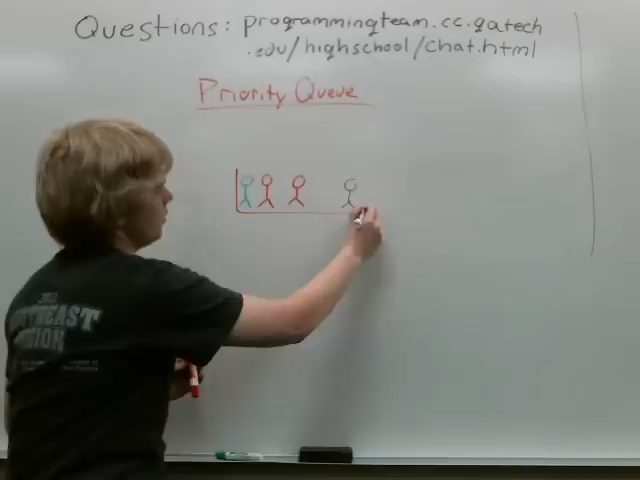 Questions: programmingteam.cc.gatech
.edu/highschool/chat.html
Priority Queue